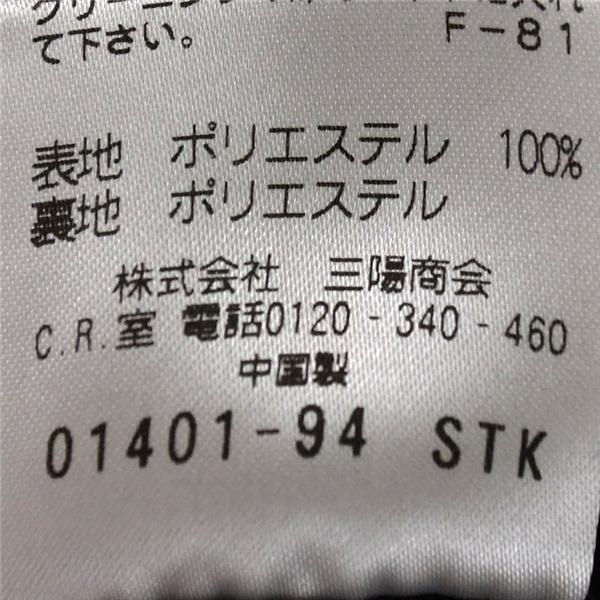 て下さい。 F-81
表地 ポリエステル 100%
裏地 ポリエステル
株式会社 三陽商会
C.R.室 電話0120-340-460
中国製
01401-94 STK